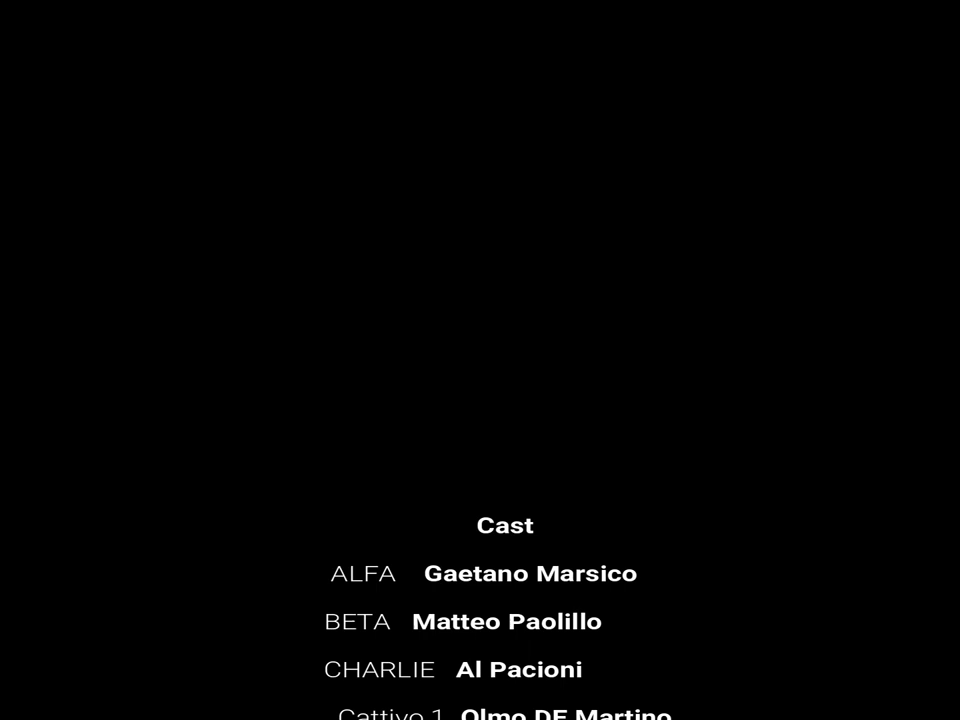 Cast
ALFA Gaetano Marsico
BETA Matteo Paolillo
CHARLIE Al Pacioni
Cattivo 1 Olmo DE Martino